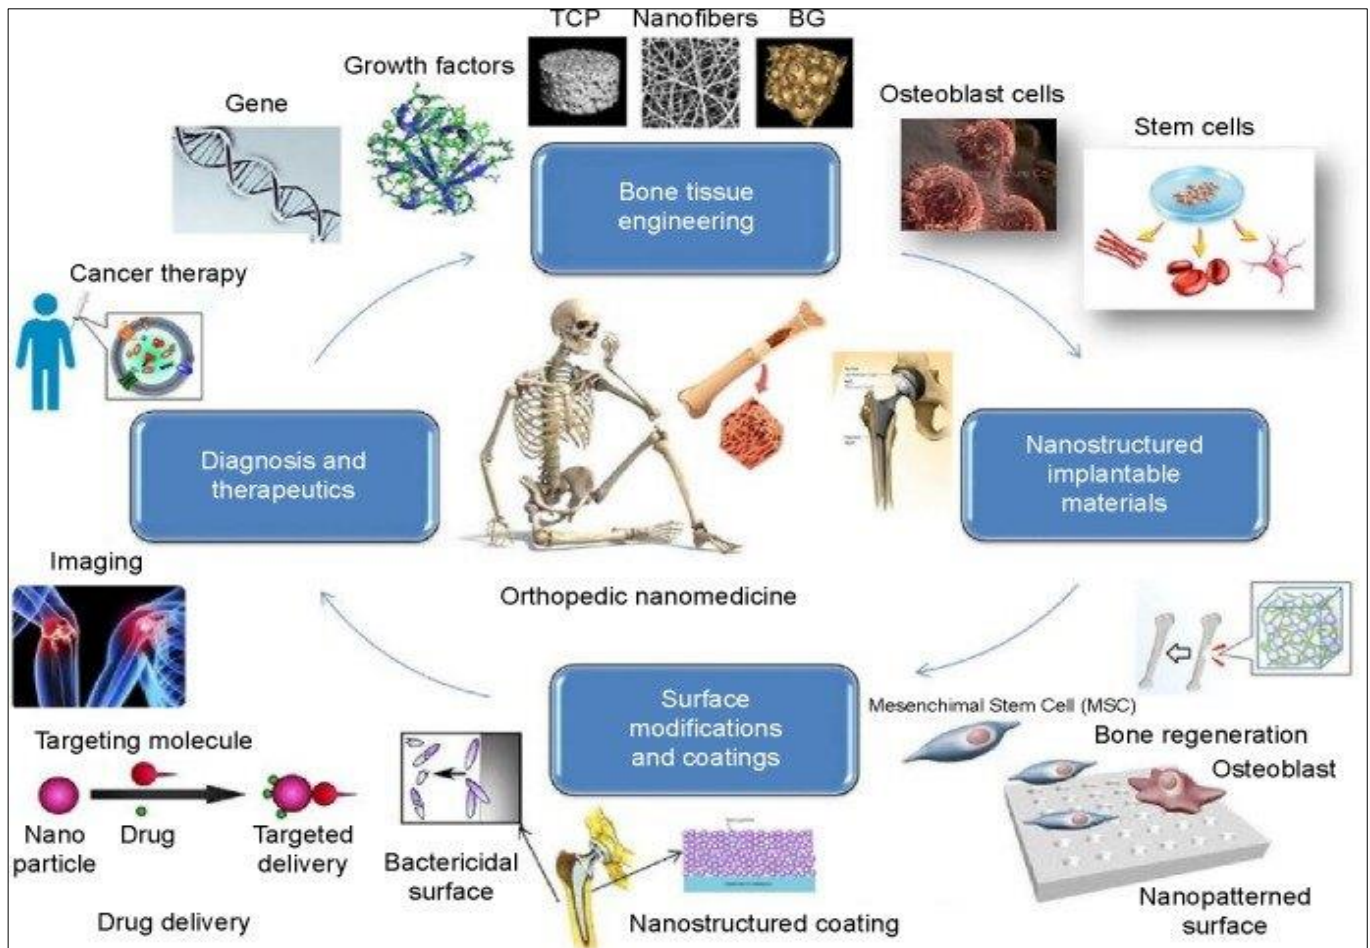 TCP
Nanofibers
BG
Growth factors
Gene
Osteoblast cells
Stem cells
Bone tissue
engineering
Cancer therapy
Diagnosis and
therapeutics
Nanostructured
implantable
materials
Imaging
Orthopedic nanomedicine
Surface
modifications
and coatings
Mesenchimal Stem Cell (MSC)
Bone regeneration
Osteoblast
Targeting molecule
Nano
particle
Drug
Targeted
delivery
Bactericidal
surface
Nanopatterned
surface
Drug delivery
Nanostructured coating